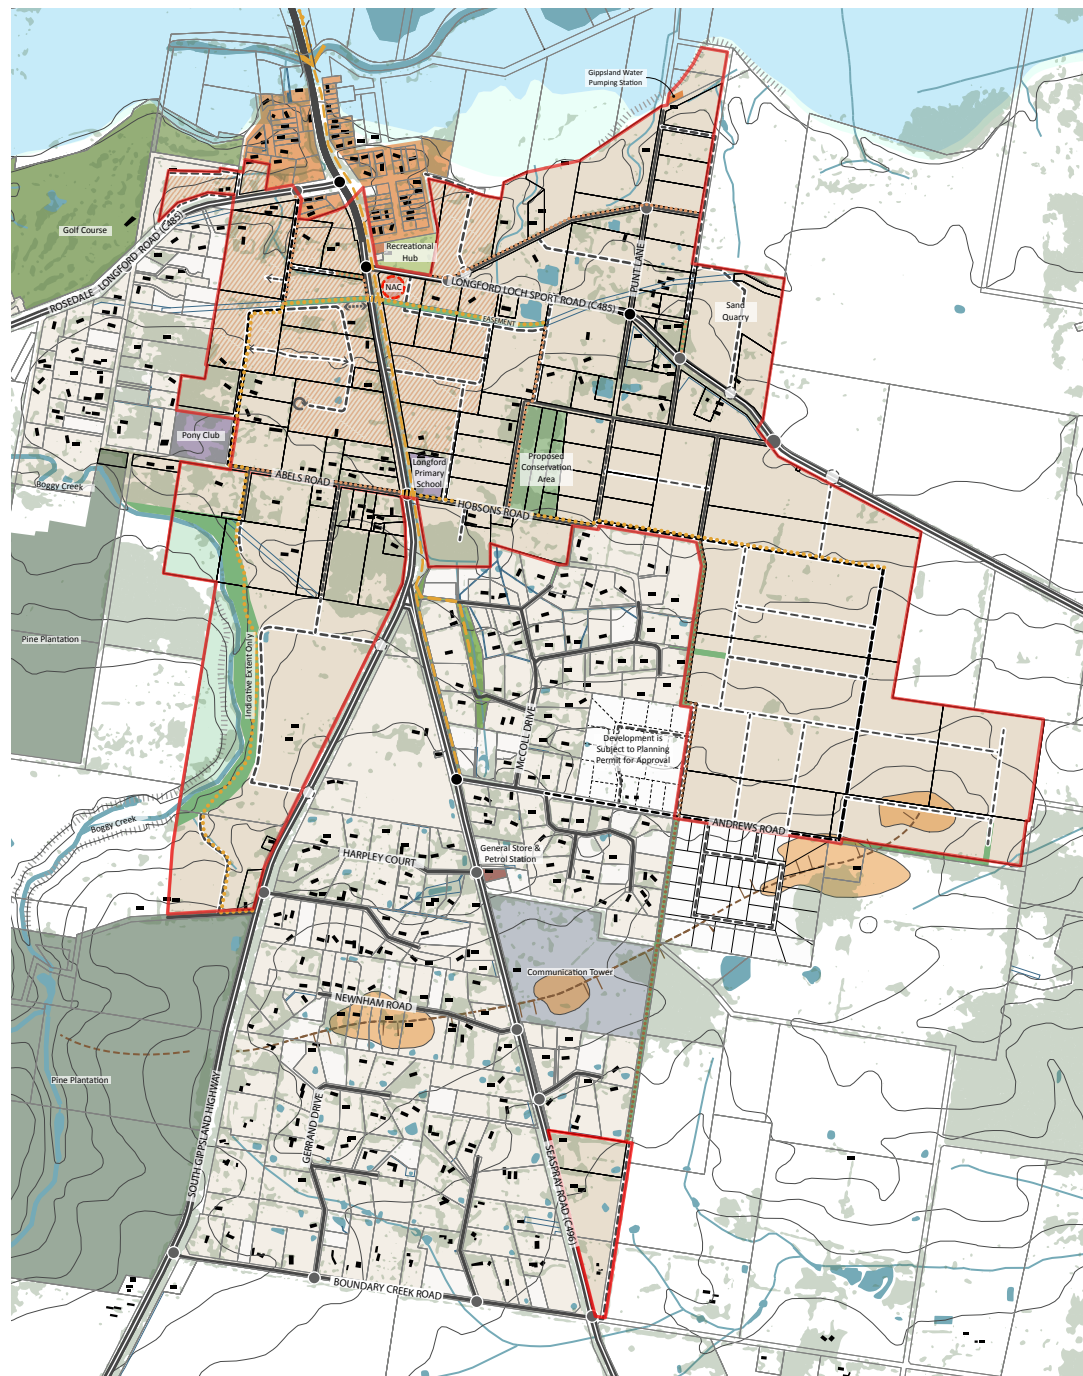 Gippsland Water
Pumping Station
Golf Course
ROSEDALE - LONGFORD ROAD (C485)
Recreational
Hub
NAC
PUNT LANE
LONGFORD LOCH SPORT ROAD (C485)
EASEMENT
Sand
Quarry
Pony Club
Longford
Primary
School
Proposed
Conservation
Area
ABELS ROAD
HOBSONS ROAD
Boggy Creek
Pine Plantation
Indicative Extent Only
McCOLL DRIVE
Development is
Subject to Planning
Permit for Approval
Boggy Creek
ANDREWS ROAD
HARPLEY COURT
General Store &
Petrol Station
Communication Tower
NEWNHAM ROAD
Pine Plantation
SOUTH GIPPSLAND HIGHWAY
GERRAND DRIVE
SEASPRAY ROAD (C496)
BOUNDARY CREEK ROAD